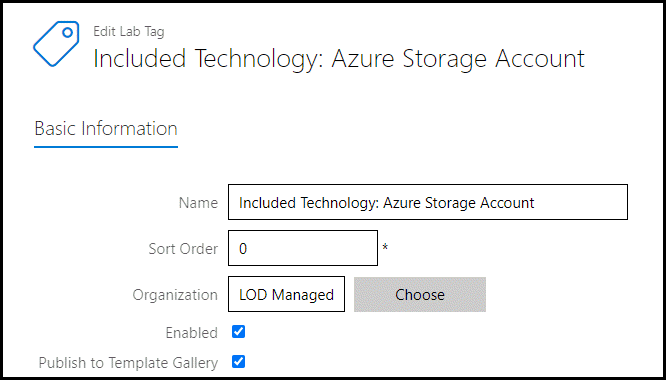 Edit Lab Tag
Included Technology: Azure Storage Account
Basic Information
Name Included Technology: Azure Storage Account
Sort Order 0 *
Organization LOD Managed Choose
Enabled
Publish to Template Gallery